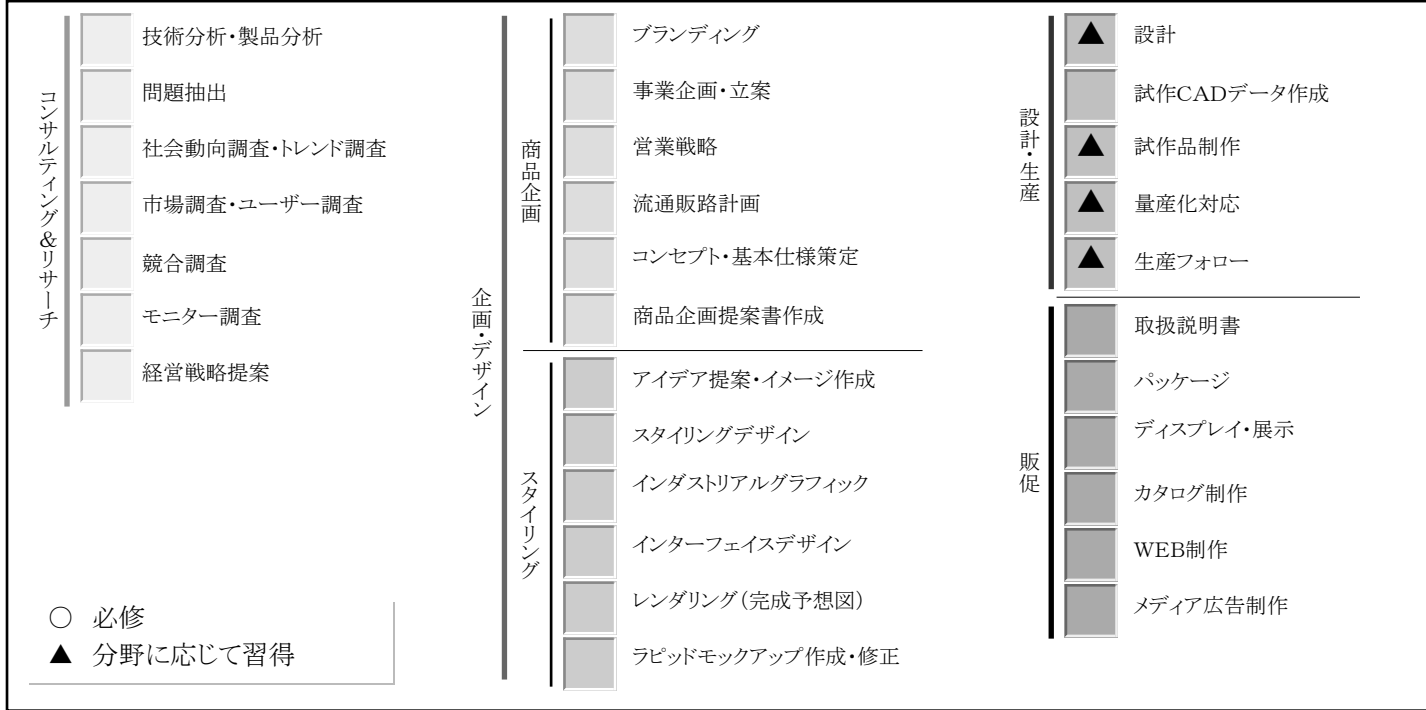 コンサルティング&リサーチ
技術分析・製品分析
問題抽出
社会動向調査・トレンド調査
市場調査・ユーザー調査
競合調査
モニター調査
経営戦略提案
企画・デザイン
商品企画
ブランディング
事業企画・立案
営業戦略
流通販路計画
コンセプト・基本仕様策定
商品企画提案書作成
スタイリング
アイデア提案・イメージ作成
スタイリングデザイン
インダストリアルグラフィック
インターフェイスデザイン
レンダリング(完成予想図)
ラピッドモックアップ作成・修正
設計・生産
▲ 設計
試作CADデータ作成
▲ 試作品制作
▲ 量産化対応
▲ 生産フォロー
販促
取扱説明書
パッケージ
ディスプレイ・展示
カタログ制作
WEB制作
メディア広告制作
○ 必修
▲ 分野に応じて習得